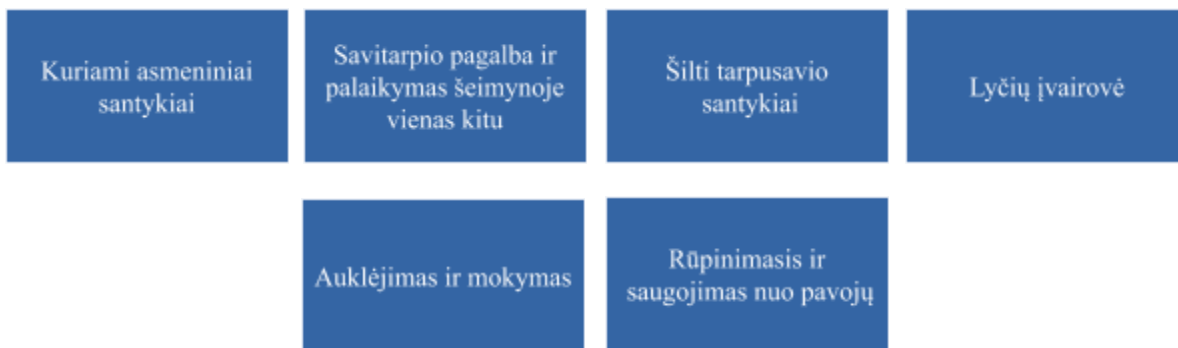 Kuriami asmeniniai
santykiai
Savitarpio pagalba ir
palaikymas šeimynoje
vienas kitu
Šilti tarpusavio
santykiai
Lyčių įvairovė
Auklėjimas ir mokymas
Rūpinimasis ir
saugojimas nuo pavojų